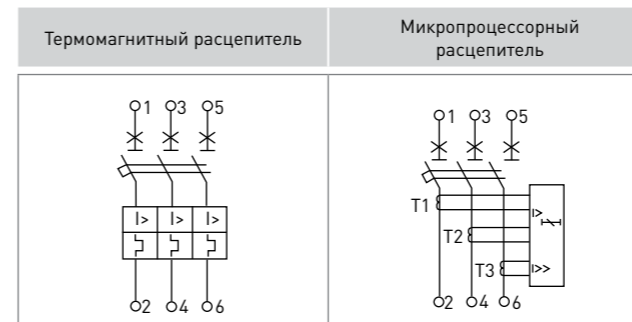 Термомагнитный расцепитель
Микропроцессорный
расцепитель
1 3 5
I> I> I>
2 4 6
1 3 5
T1
I>
T2
T3
I>>
2 4 6